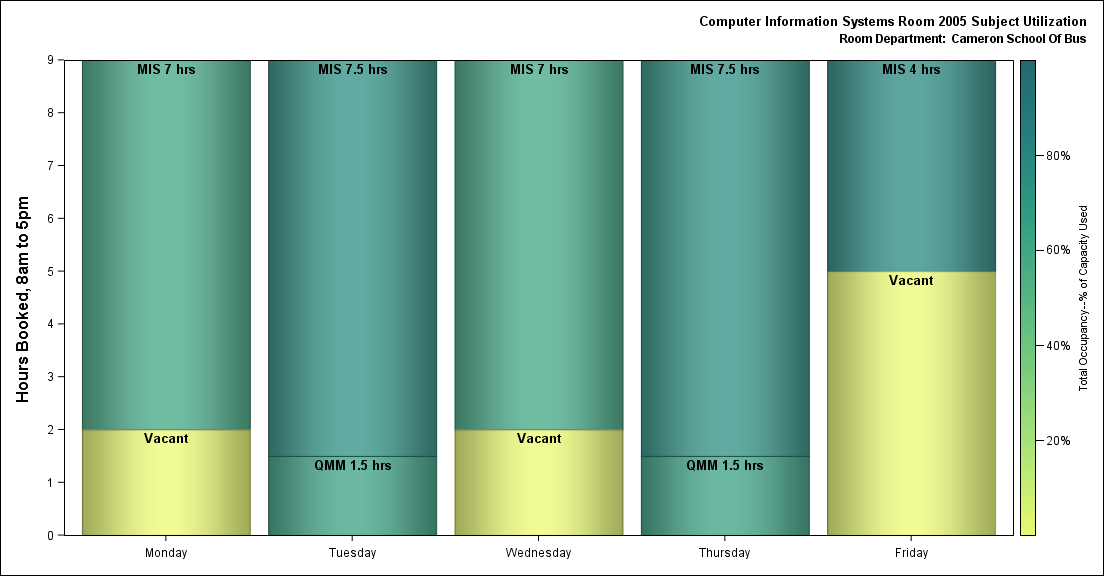 Computer Information Systems Room 2005 Subject Utilization
Room Department: Cameron School Of Bus
Hours Booked, 8am to 5pm
9
8
7
6
5
4
3
2
1
0
MIS 7 hrs
Vacant
MIS 7.5 hrs
QMM 1.5 hrs
MIS 7 hrs
Vacant
MIS 7.5 hrs
QMM 1.5 hrs
MIS 4 hrs
Vacant
Monday
Tuesday
Wednesday
Thursday
Friday
80%
60%
40%
20%
Total Occupancy--% of Capacity Used